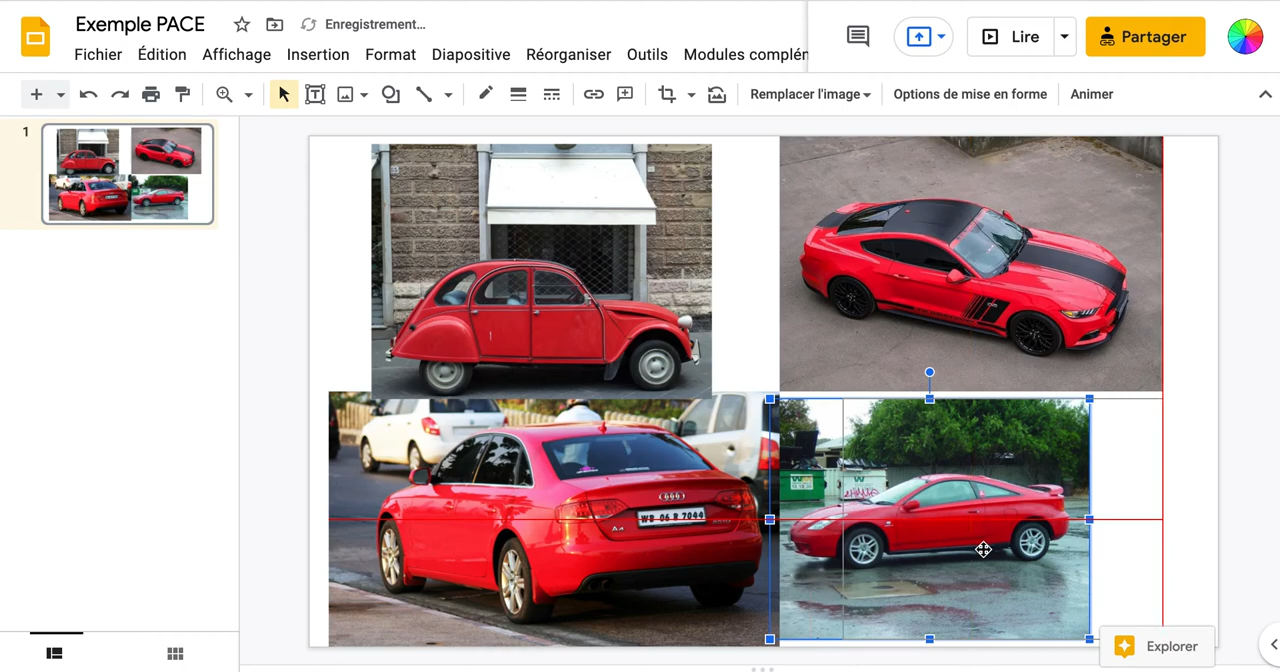 Exemple PACE
Enregistrement…
Lire
Partager
Fichier Édition Affichage Insertion Format Diapositive Réorganiser Outils Modules complém
Remplacer l'image
Options de mise en forme
Animer
1
WB 06 B 7044
A4
Explorer